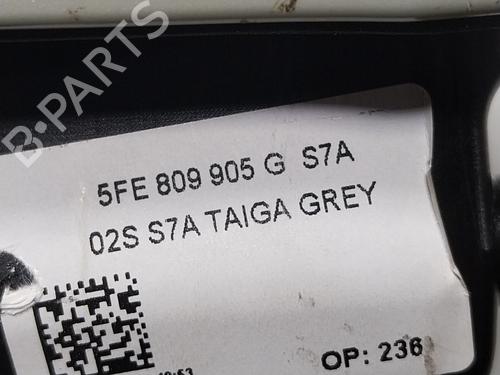 B-PARTS
5FE 809 905 G S7A
02S S7A TAIGA GREY
OP: 236